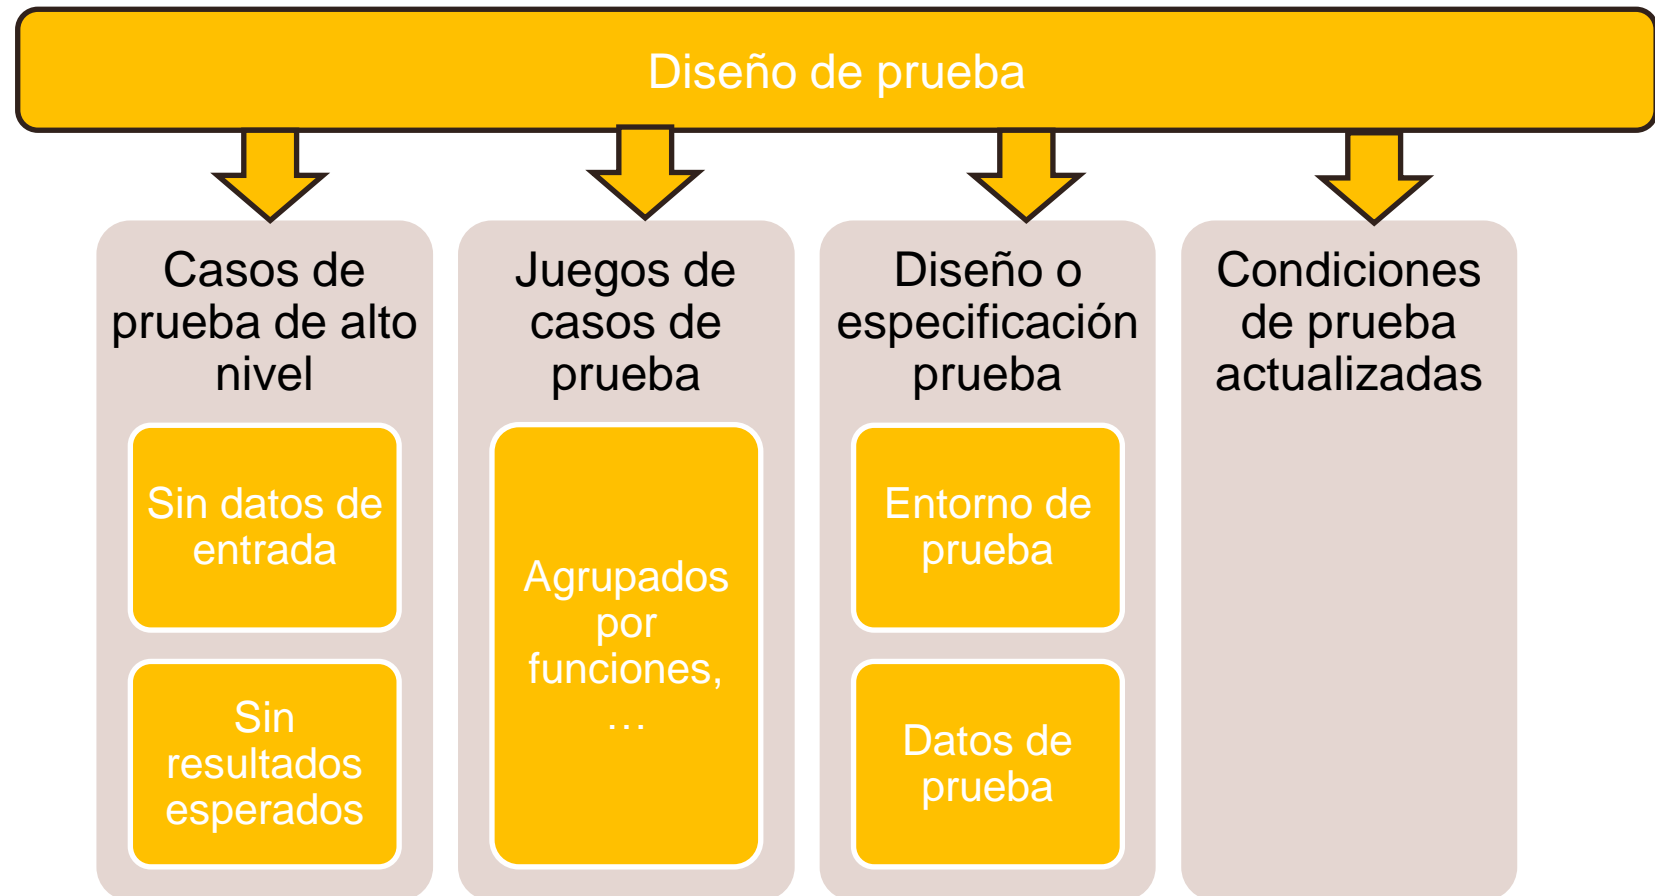 Diseño de prueba
Casos de
prueba de alto
nivel
Sin datos de
entrada
Sin
resultados
esperados
Juegos de
casos de
prueba
Agrupados
por
funciones,
…
Diseño o
especificación
prueba
Entorno de
prueba
Datos de
prueba
Condiciones
de prueba
actualizadas